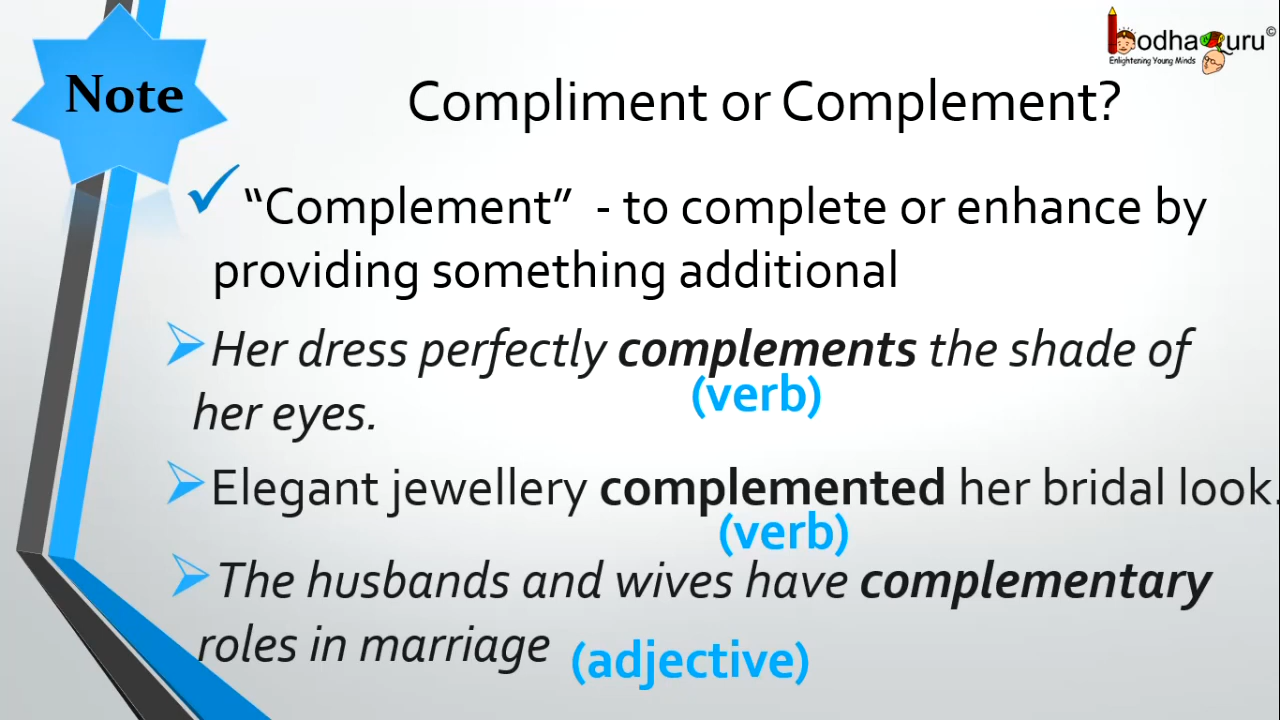 bodhaguru©
Enlightening Young Minds
Note
Compliment or Complement?
“Complement” - to complete or enhance by
providing something additional
Her dress perfectly complements the shade of
(verb)
her eyes.
Elegant jewellery complemented her bridal look.
(verb)
The husbands and wives have complementary
roles in marriage (adjective)